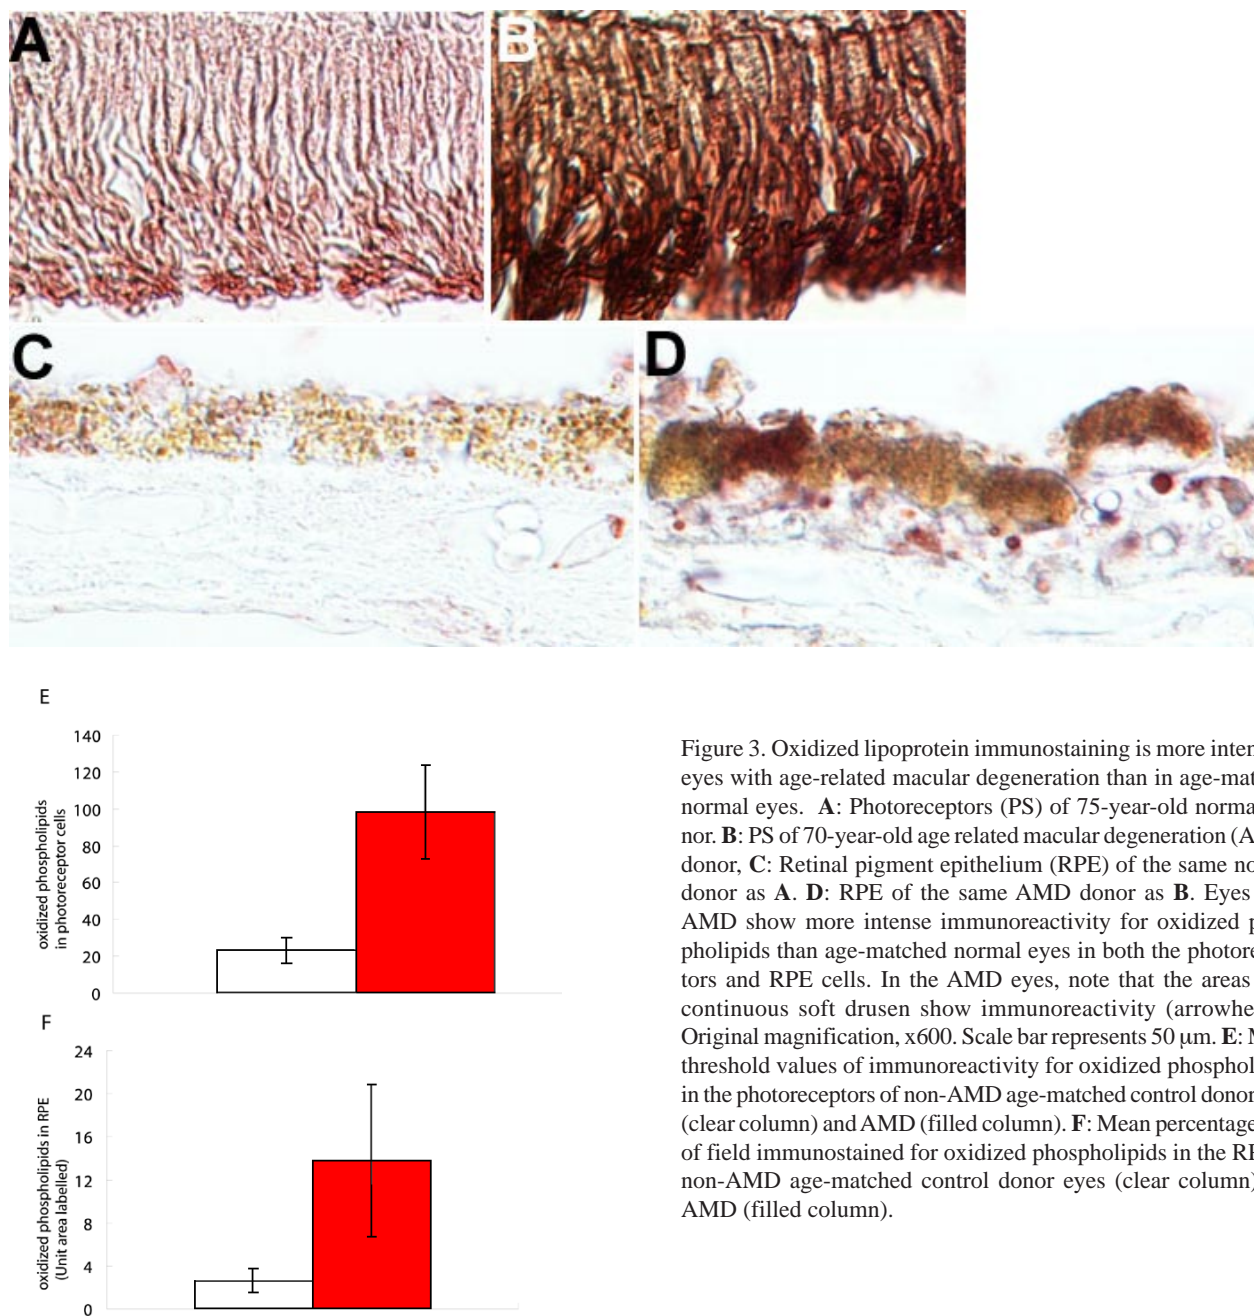 A
B
C
D
E
140
120
100
80
60
40
20
0
oxidized phospholipids
in photoreceptor cells
F
24
20
16
12
8
4
0
oxidized phospholipids in RPE
(Unit area labelled)
Figure 3. Oxidized lipoprotein immunostaining is more inten
eyes with age-related macular degeneration than in age-mat
normal eyes. A: Photoreceptors (PS) of 75-year-old norma
nor. B: PS of 70-year-old age related macular degeneration (A
donor, C: Retinal pigment epithelium (RPE) of the same no
donor as A. D: RPE of the same AMD donor as B. Eyes
AMD show more intense immunoreactivity for oxidized p
pholipids than age-matched normal eyes in both the photore
tors and RPE cells. In the AMD eyes, note that the areas
continuous soft drusen show immunoreactivity (arrowhe
Original magnification, x600. Scale bar represents 50 μm. E: M
threshold values of immunoreactivity for oxidized phosphol
in the photoreceptors of non-AMD age-matched control donor
(clear column) and AMD (filled column). F: Mean percentage
of field immunostained for oxidized phospholipids in the RP
non-AMD age-matched control donor eyes (clear column)
AMD (filled column).